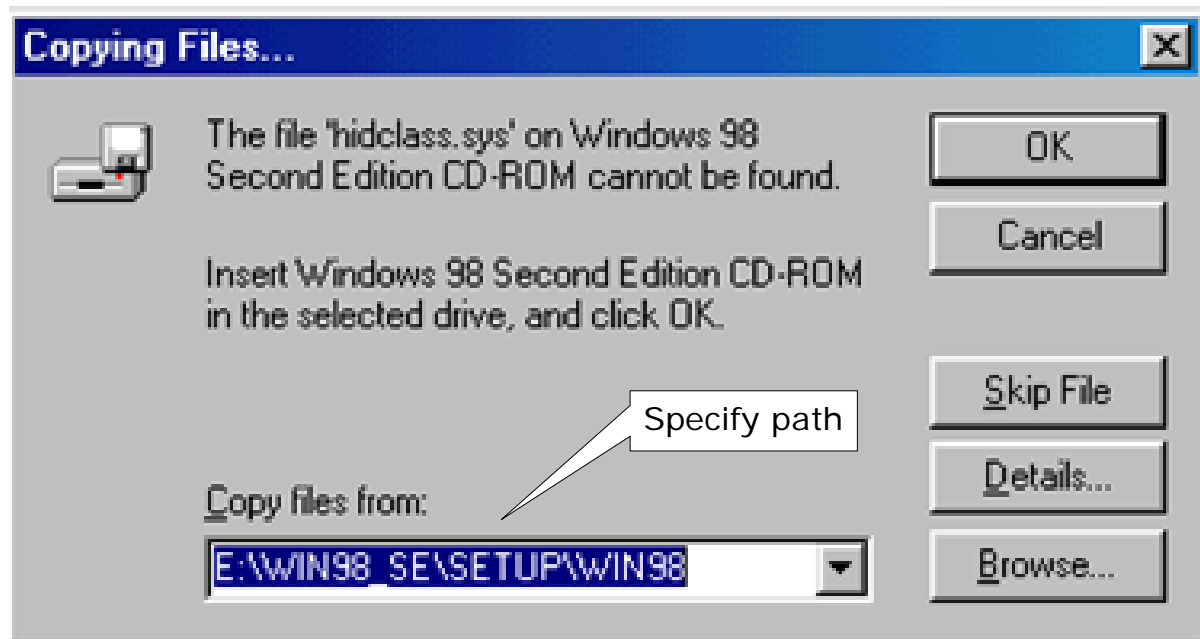 Copying Files...
The file 'hidclass.sys' on Windows 98
Second Edition CD-ROM cannot be found.
Insert Windows 98 Second Edition CD-ROM
in the selected drive, and click OK.
Specify path
Copy files from:
E:\WIN98_SE\SETUP\WIN98
OK
Cancel
Skip File
Details...
Browse...